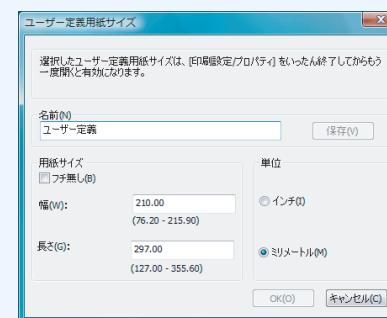 ユーザー定義用紙サイズ
選択したユーザー定義用紙サイズは、[印刷設定/プロパティ] をいったん終了してからもう
一度開くと有効になります。
名前(N)
ユーザー定義
保存(V)
用紙サイズ
フチ無し(B)
幅(W):
210.00
(76.20 - 215.90)
長さ(G):
297.00
(127.00 - 355.60)
単位
インチ(I)
ミリメートル(M)
OK(O)
キャンセル(C)